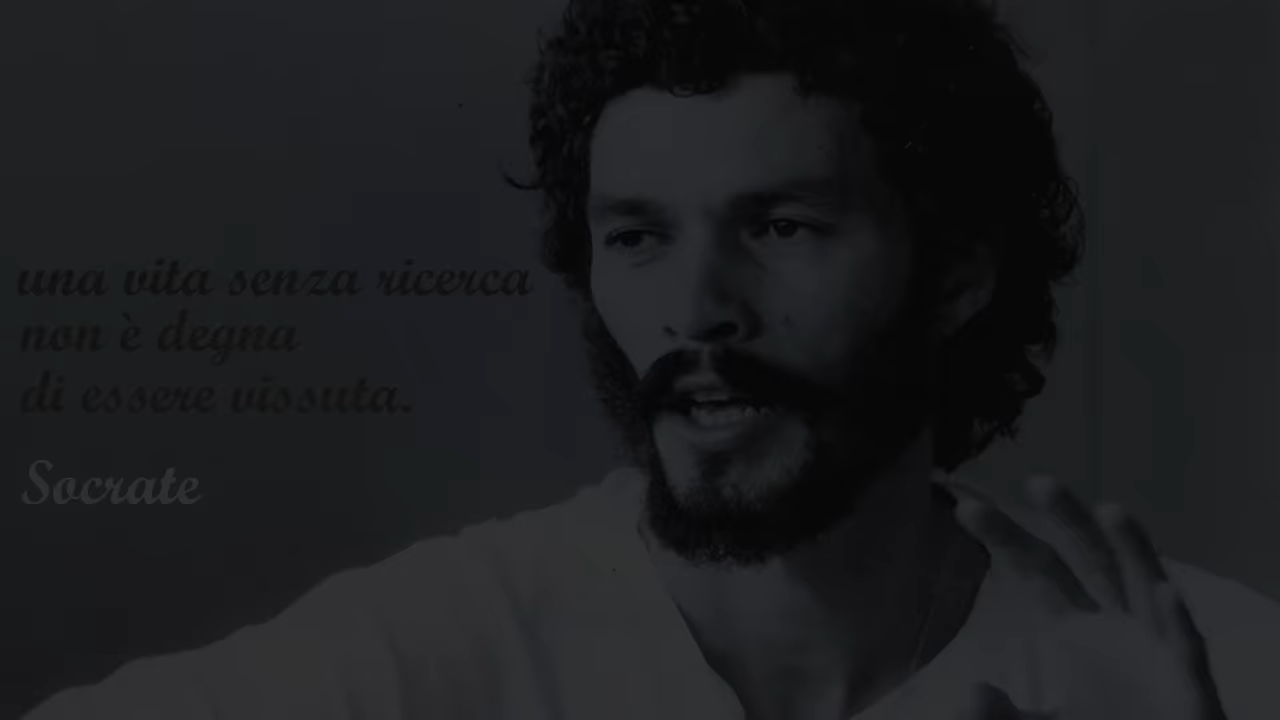 una vita senza ricerca
non è degna
di essere vissuta.
Socrate